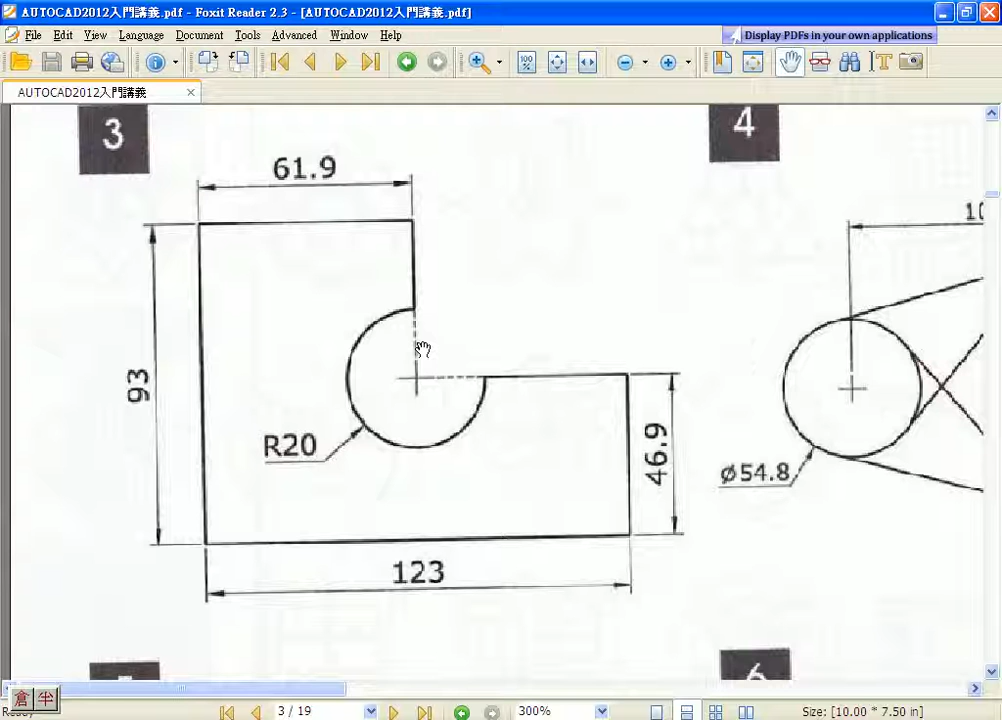 AUTOCAD2012入門講義.pdf - Foxit Reader 2.3 - [AUTOCAD2012入門講義.pdf]
File Edit View Language Document Tools Advanced Window Help
Display PDFs in your own applications
AUTOCAD2012入門講義
3
4
61.9
93
R20
46.9
123
Ø54.8
倉 半
3 / 19
300%
Size: [10.00 * 7.50 in]